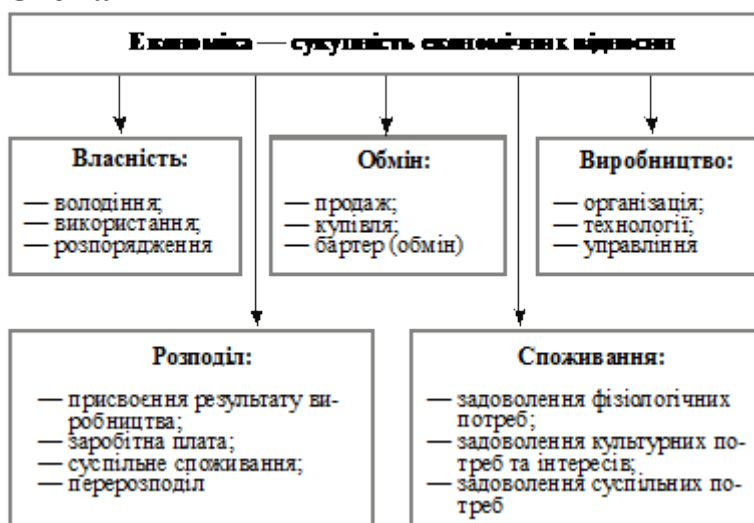 Економіка — сукупність економічних відносин
Власність:
— володіння;
— використання;
— розпорядження
Обмін:
— продаж;
— купівля;
— бартер (обмін)
Виробництво:
— організація;
— технології;
— управління
Розподіл:
— присвоєння результату ви-
робництва;
— заробітна плата;
— суспільне споживання;
— перерозподіл
Споживання:
— задоволення фізіологічних
потреб;
— задоволення культурних по-
треб та інтересів;
— задоволення суспільних по-
треб